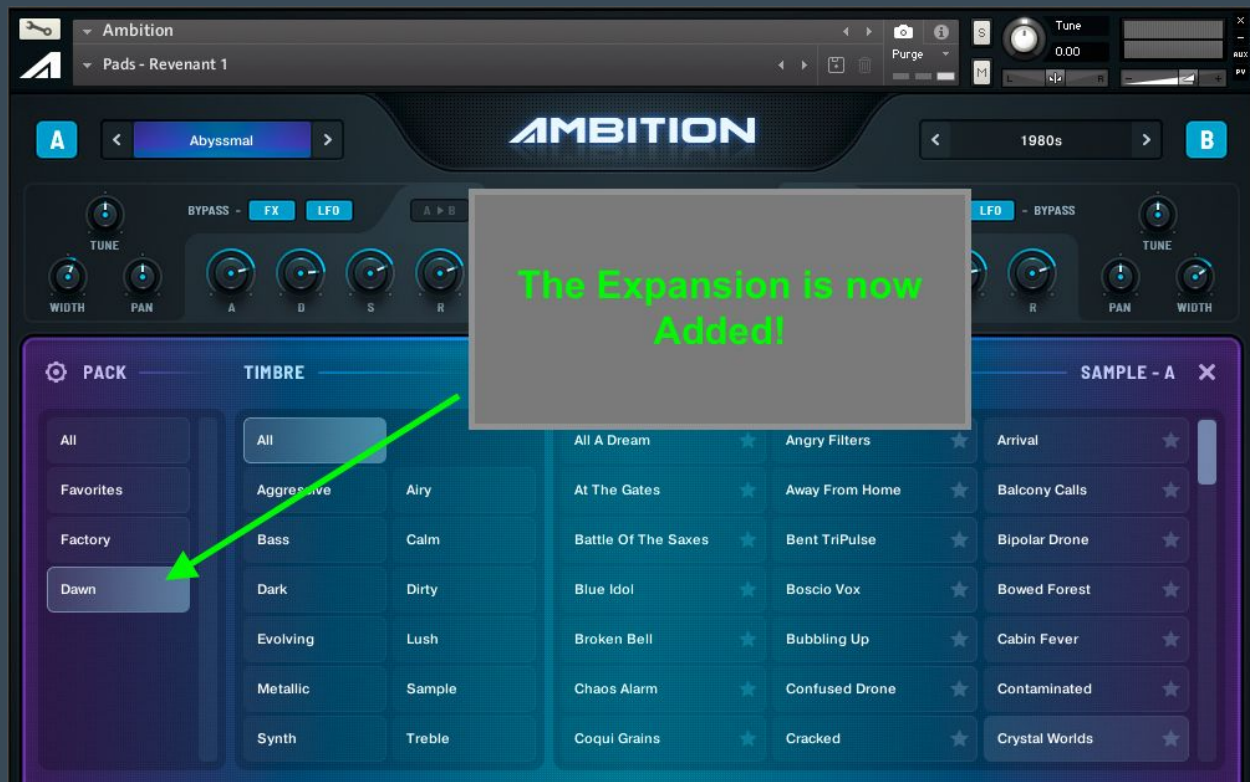 Ambition
S
Tune
Purge
0.00
AUX
Pads - Revenant 1
M
L
R
PV
A
Abyssmal
AMBITION
1980s
B
BYPASS -
FX
LFO
A ▸ B
LFO
- BYPASS
TUNE
TUNE
The Expansion is now
Added!
WIDTH
PAN
A
D
S
R
R
PAN
WIDTH
PACK
TIMBRE
SAMPLE - A
All
All
All A Dream
Angry Filters
Arrival
Favorites
Aggressive
Airy
At The Gates
Away From Home
Balcony Calls
Factory
Bass
Calm
Battle Of The Saxes
Bent TriPulse
Bipolar Drone
Dawn
Dark
Dirty
Blue Idol
Boscio Vox
Bowed Forest
Evolving
Lush
Broken Bell
Bubbling Up
Cabin Fever
Metallic
Sample
Chaos Alarm
Confused Drone
Contaminated
Synth
Treble
Coqui Grains
Cracked
Crystal Worlds